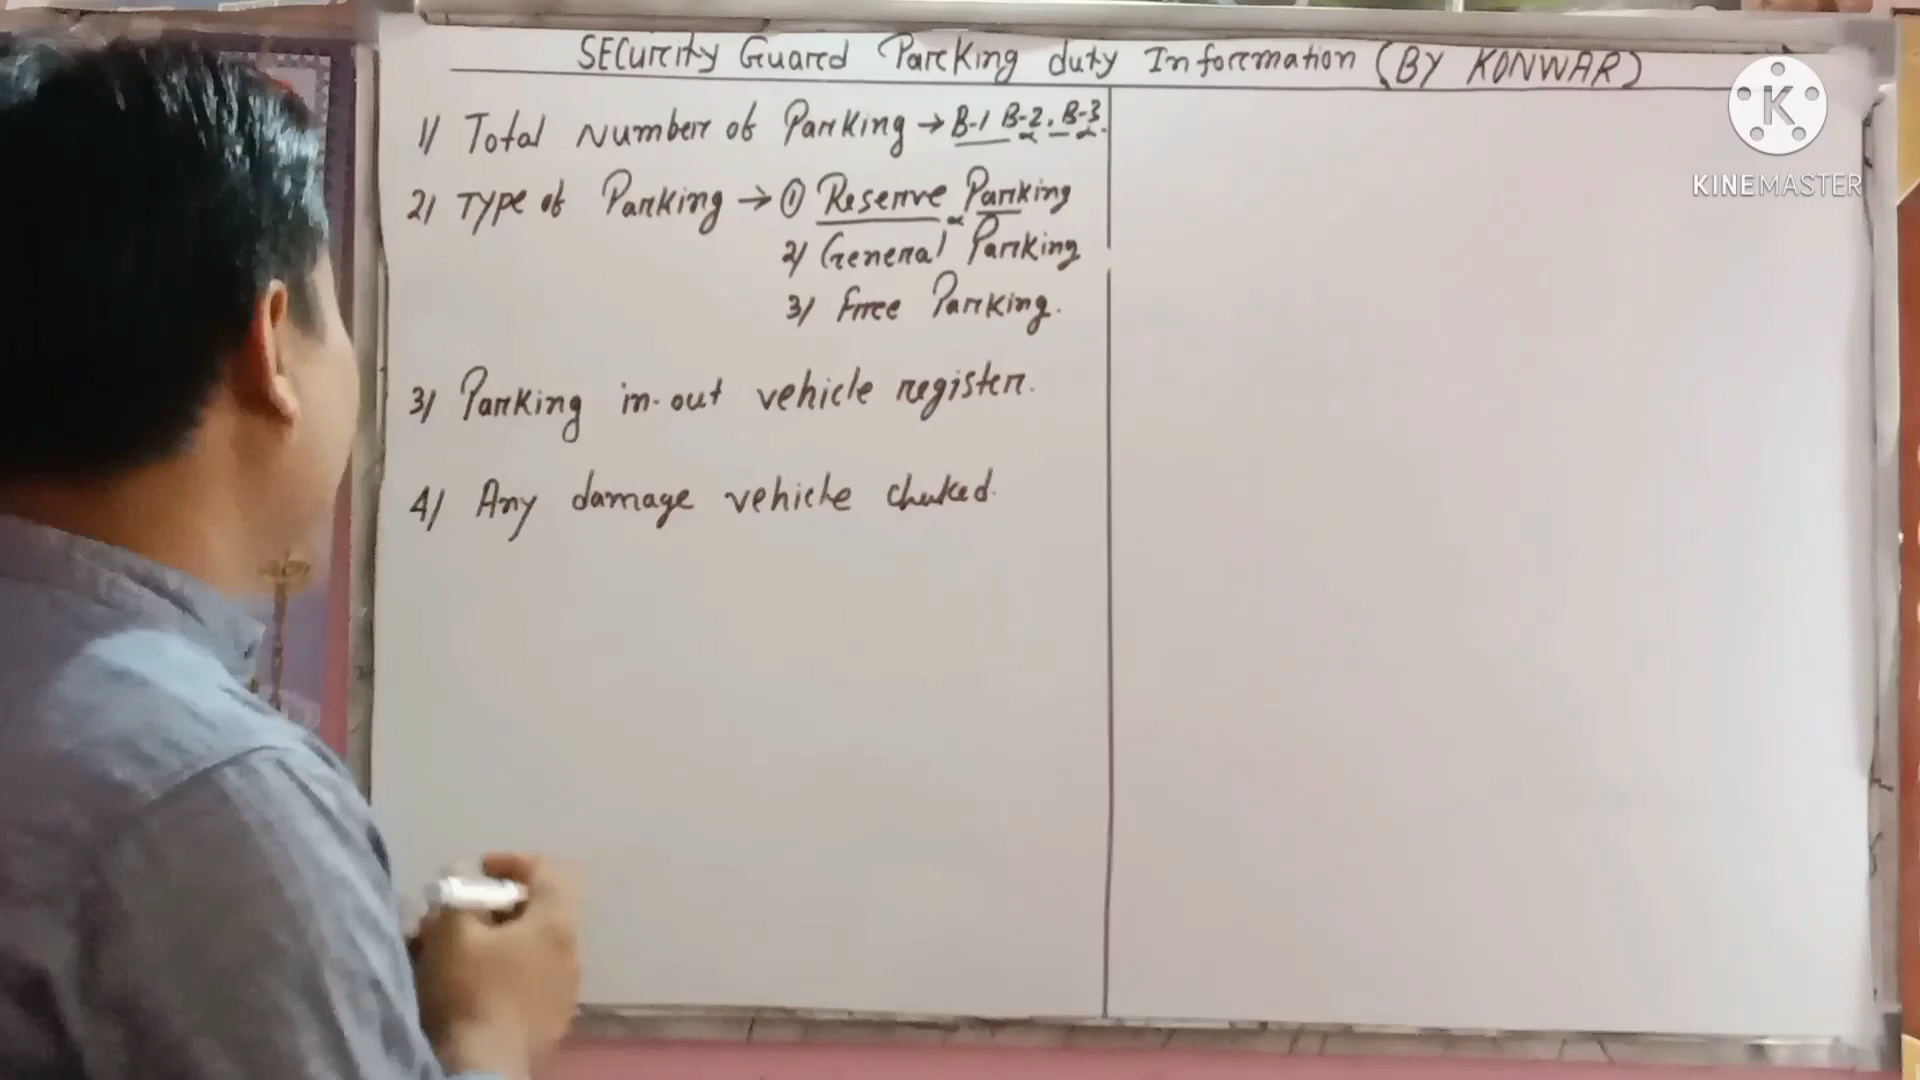 SECURITY Guard Parking duty Information (BY KONWAR)
K
KINEMASTER
1) Total Number of Parking → B-1 B-2, B-3.
2) Type of Parking → ① Reserve Parking
2) General Parking
3) Free Parking.
3) Parking in-out vehicle register.
4) Any damage vehicle chuked.